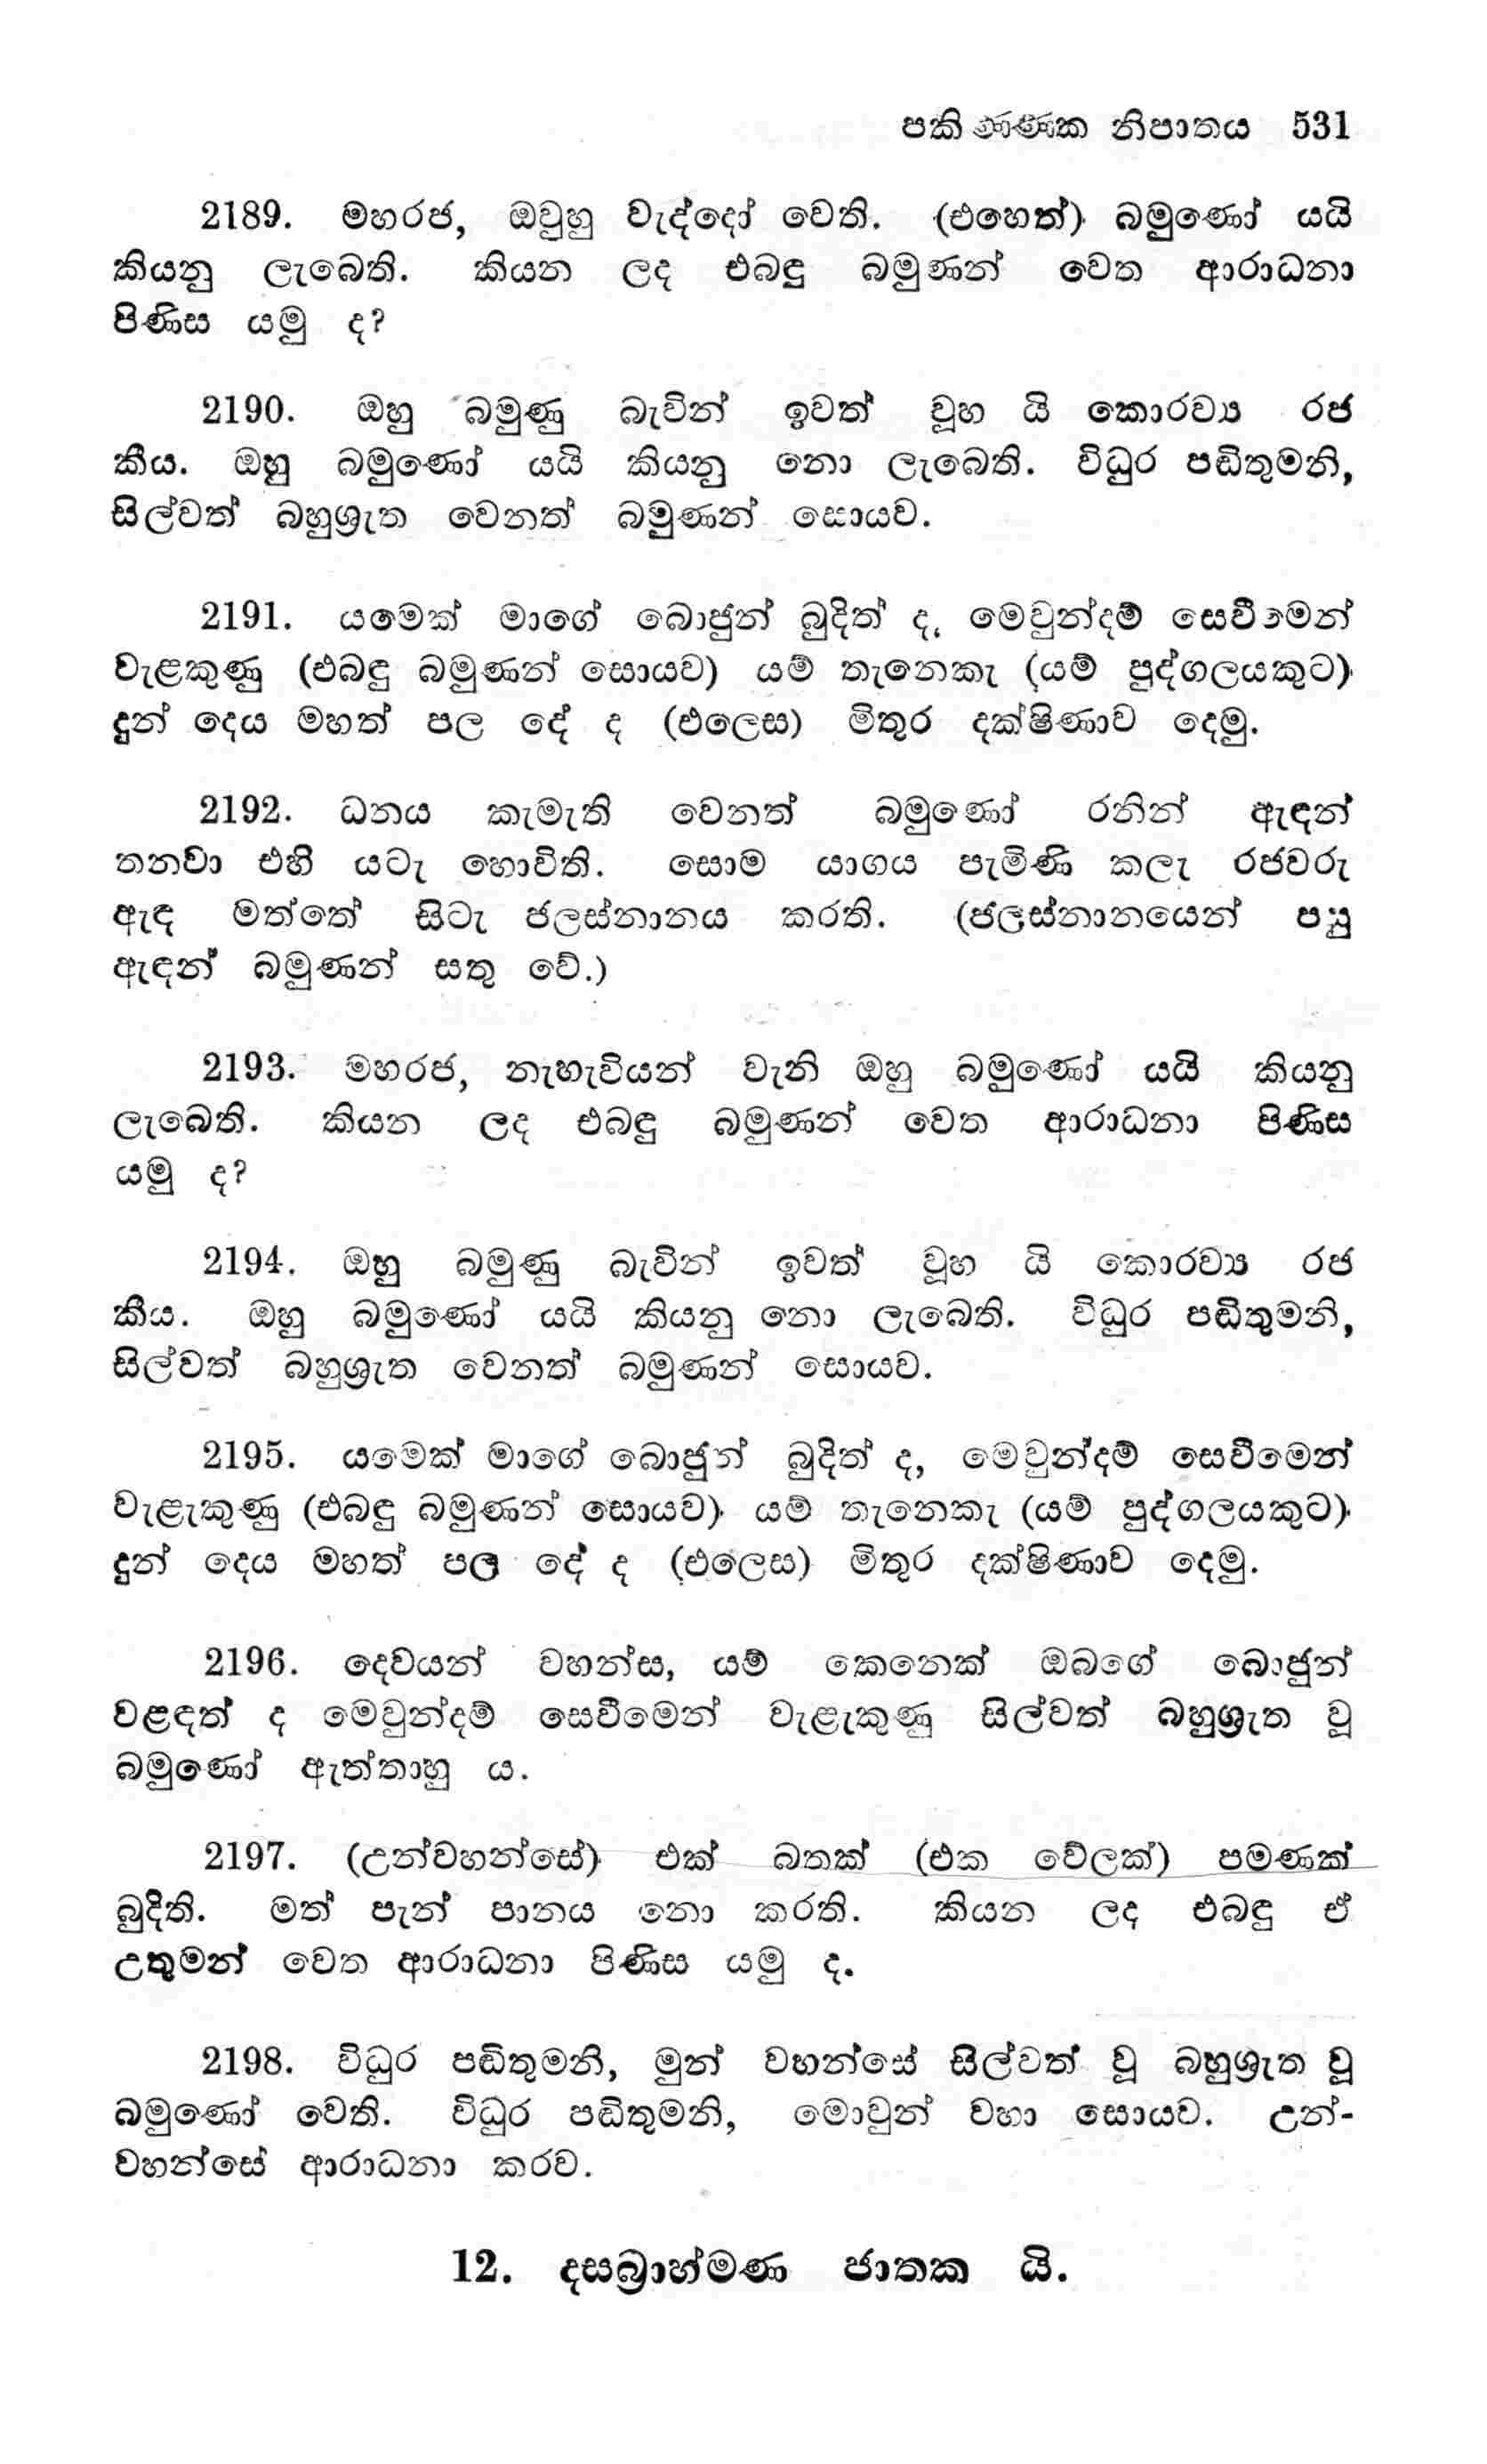 පකිණ්ණක නිපාතය 531
2189. මහරජ, ඔවුහු වැද්දෝ වෙති. (එහෙත්) බමුණෝ යයි
කියනු ලැබෙති. කියන ලද එබඳු බමුණන් වෙත ආරාධනා
පිණිස යමු ද?
2190. ඔහු බමුණු බැවින් ඉවත් වූහ යි කොරව්‍ය රජ
කීය. ඔහු බමුණෝ යයි කියනු නො ලැබෙති. විධුර පඬිතුමනි,
සිල්වත් බහුශ්‍රැත වෙනත් බමුණන් සොයව.
2191. යමෙක් මාගේ බොජුන් බුදිත් ද, මෙවුන්දම් සෙවීමෙන්
වැළකුණු (එබඳු බමුණන් සොයව) යම් තැනෙකැ (යම් පුද්ගලයකුට)
දුන් දෙය මහත් පල දේ ද (එලෙස) මිතුර දක්ෂිණාව දෙමු.
2192. ධනය කැමැති වෙනත් බමුණෝ රනින් ඇඳන්
තනවා එහි යටැ හොවිති. සොම යාගය පැමිණි කලැ රජවරු
ඇඳ මත්තේ සිටැ ජලස්නානය කරති. (ජලස්නානයෙන් පසු
ඇඳන් බමුණන් සතු වේ.)
2193. මහරජ, නැහැවියන් වැනි ඔහු බමුණෝ යයි කියනු
ලැබෙති. කියන ලද එබඳු බමුණන් වෙත ආරාධනා පිණිස
යමු ද?
2194. ඔහු බමුණු බැවින් ඉවත් වූහ යි කොරව්‍ය රජ
කීය. ඔහු බමුණෝ යයි කියනු නො ලැබෙති. විධුර පඬිතුමනි,
සිල්වත් බහුශ්‍රැත වෙනත් බමුණන් සොයව.
2195. යමෙක් මාගේ බොජුන් බුදිත් ද, මෙවුන්දම් සෙවීමෙන්
වැළැකුණු (එබඳු බමුණන් සොයව) යම් තැනෙකැ (යම් පුද්ගලයකුට)
දුන් දෙය මහත් පල දේ ද (එලෙස) මිතුර දක්ෂිණාව දෙමු.
2196. දෙවයන් වහන්ස, යම් කෙනෙක් ඔබගේ බොජුන්
වළඳත් ද මෙවුන්දම් සෙවීමෙන් වැළැකුණු සිල්වත් බහුශ්‍රැත වූ
බමුණෝ ඇත්තාහු ය.
2197. (උන්වහන්සේ) එක් බතක් (එක වේලක්) පමණක්
බුදිති. මත් පැන් පානය නො කරති. කියන ලද එබඳු ඒ
උතුමන් වෙත ආරාධනා පිණිස යමු ද.
2198. විධුර පඬිතුමනි, මුන් වහන්සේ සිල්වත් වූ බහුශ්‍රැත වූ
බමුණෝ වෙති. විධුර පඬිතුමනි, මොවුන් වහා සොයව. උන්-
වහන්සේ ආරාධනා කරව.
12. දසබ්‍රාහ්මණ ජාතක යි.